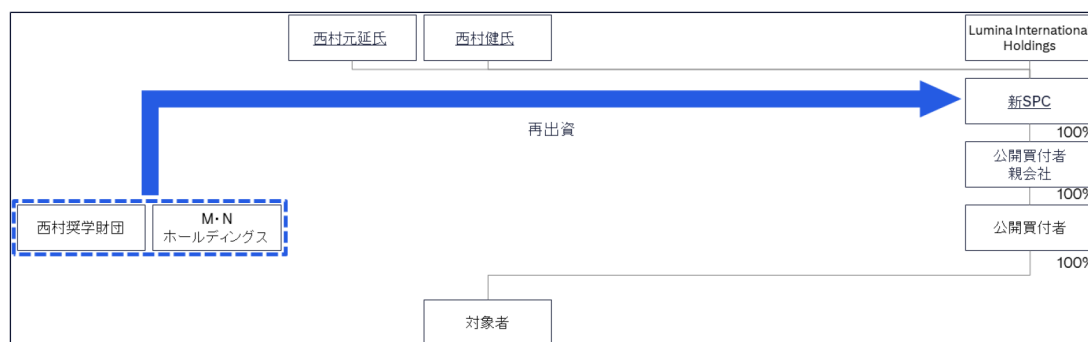 西村元延氏
西村健氏
Lumina International
Holdings
新SPC
再出資
100%
公開買付者
親会社
100%
西村奨学財団
M・N
ホールディングス
公開買付者
100%
対象者